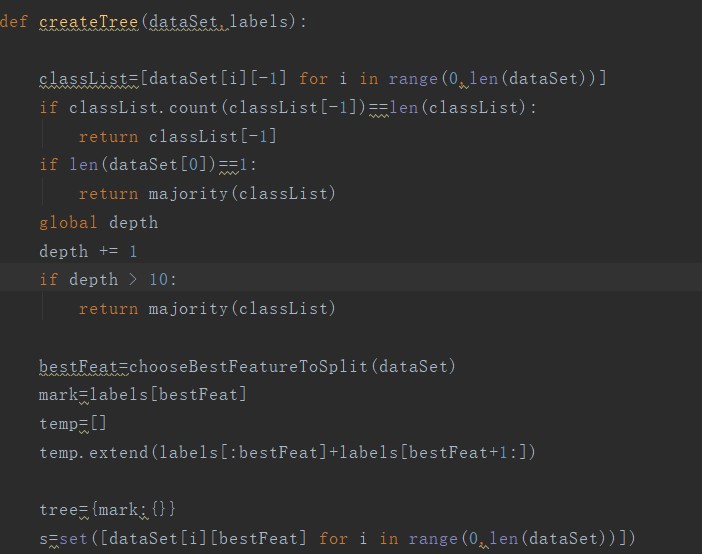 def createTree(dataSet,labels):
classList=[dataSet[i][-1] for i in range(0,len(dataSet))]
if classList.count(classList[-1])==len(classList):
return classList[-1]
if len(dataSet[0])==1:
return majority(classList)
global depth
depth += 1
if depth > 10:
return majority(classList)
bestFeat=chooseBestFeatureToSplit(dataSet)
mark=labels[bestFeat]
temp=[]
temp.extend(labels[:bestFeat]+labels[bestFeat+1:])
tree={mark:{}}
s=set([dataSet[i][bestFeat] for i in range(0,len(dataSet))])